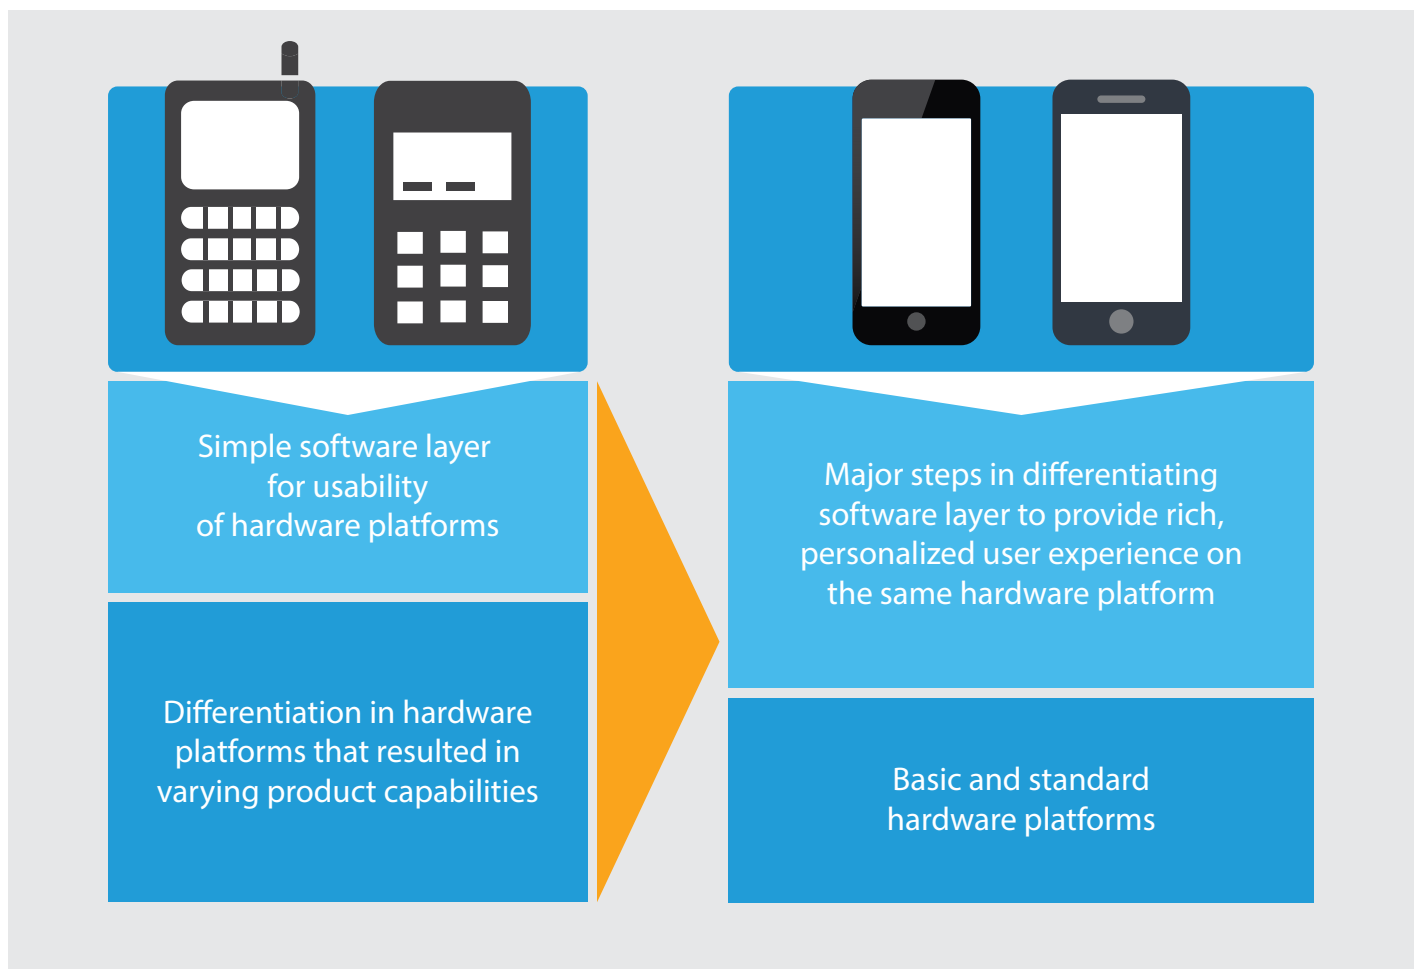 Simple software layer
for usability
of hardware platforms
Differentiation in hardware
platforms that resulted in
varying product capabilities
Major steps in differentiating
software layer to provide rich,
personalized user experience on
the same hardware platform
Basic and standard
hardware platforms